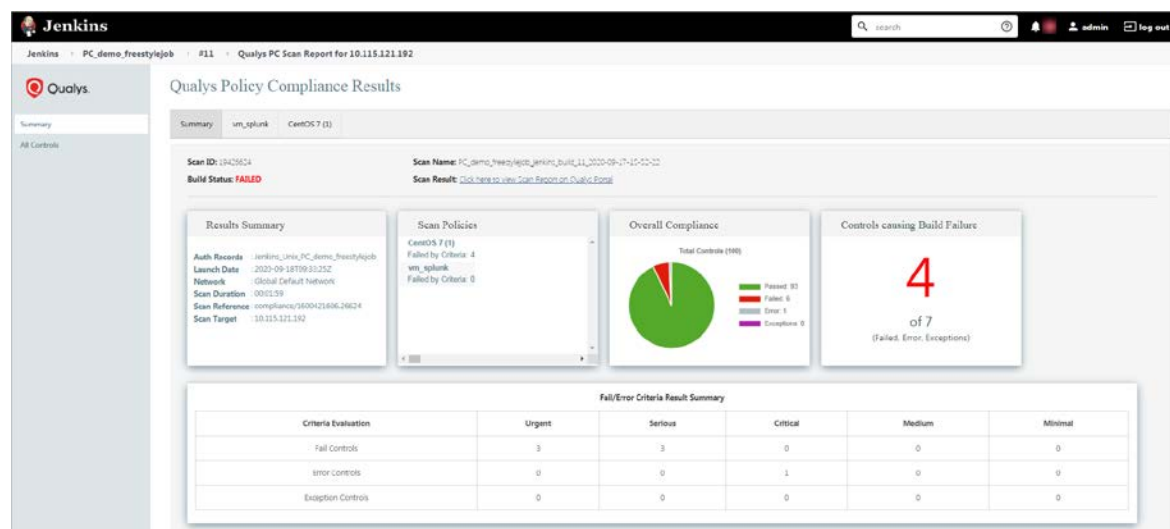 Jenkins
search
admin
log out
Jenkins
PC_demo_freestylejob
#11
Qualys PC Scan Report for 10.115.121.192
Qualys.
Summary
All Controls
Qualys Policy Compliance Results
Summary
vm_splunk
CentOS 7 (1)
Scan ID: 19426624
Scan Name: PC_demo_freestylejob_jenkins_build_11_2020-09-17-10-02-22
Build Status: FAILED
Scan Result: Click here to view Scan Report on Qualys Portal
Results Summary
Auth Records : Jenkins_Unix_PC_demo_freestylejob
Launch Date : 2020-09-18T09:33:25Z
Network : Global Default Network
Scan Duration : 00:01:59
Scan Reference : compliance/1600421606.26624
Scan Target : 10.115.121.192
Scan Policies
CentOS 7 (1)
Failed by Criteria: 4
vm_splunk
Failed by Criteria: 0
Overall Compliance
Total Controls (100)
Passed: 93
Failed: 6
Error: 1
Exceptions: 0
Controls causing Build Failure
4
of 7
(Failed, Error, Exceptions)
Fail/Error Criteria Result Summary
Criteria Evaluation Urgent Serious Critical Medium Minimal
Fail Controls 3 3 0 0 0
Error Controls 0 0 1 0 0
Exception Controls 0 0 0 0 0